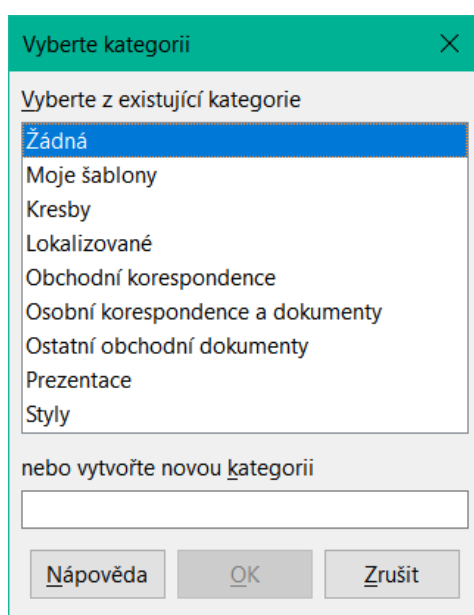 Vyberte kategorii
Vyberte z existující kategorie
Žádná
Moje šablony
Kresby
Lokalizované
Obchodní korespondence
Osobní korespondence a dokumenty
Ostatní obchodní dokumenty
Prezentace
Styly
nebo vytvořte novou kategorii
Nápověda OK Zrušit